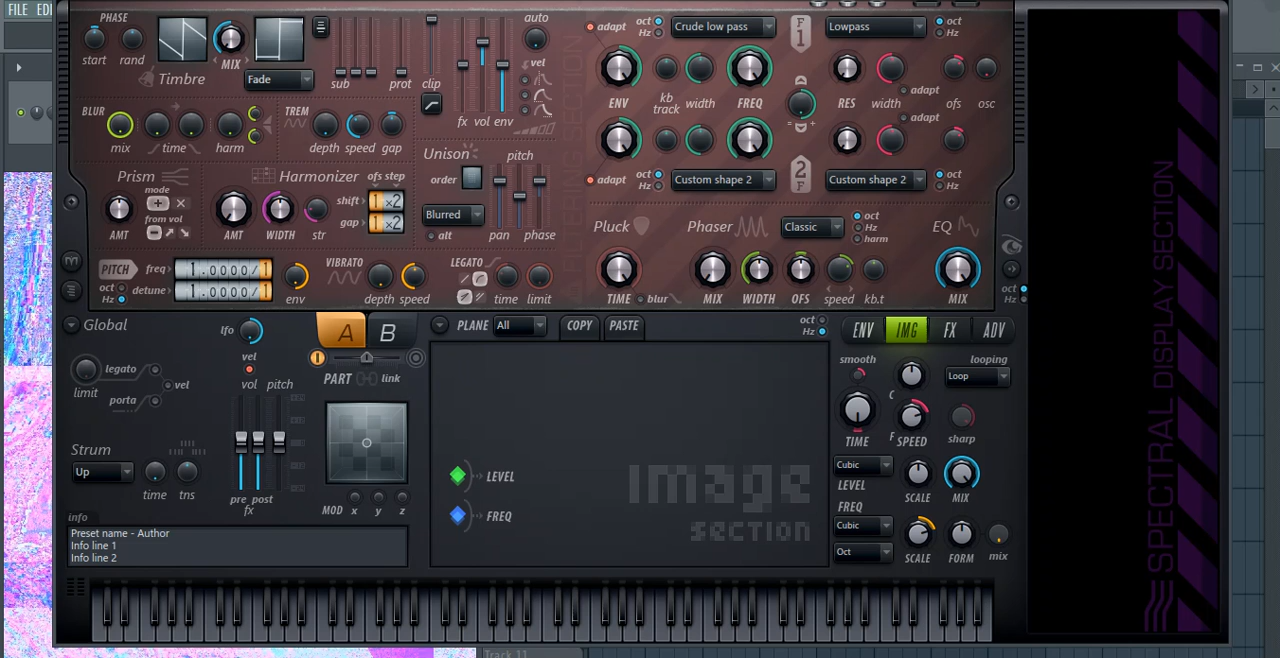 FILE EDI
PHASE
start rand
MIX
Timbre
Fade
sub prot clip
auto
vel
fx vol env
adapt
oct
Hz
Crude low pass
F1
Lowpass
oct
Hz
ENV kb track width FREQ
RES width adapt ofs osc
adapt
adapt
oct
Hz
Custom shape 2
2F
Custom shape 2
oct
Hz
BLUR
mix time harm
TREM
depth speed gap
Unison
order
pitch
Blurred
alt
pan phase
Prism
mode
from vol
AMT
Harmonizer
ofs step
AMT WIDTH str
shift 1 x2
gap 1 x2
Pluck
TIME blur
Phaser
Classic
oct
Hz
harm
MIX WIDTH OFS speed kb.t
EQ
MIX
oct
Hz
PITCH
oct
Hz
freq 1.0000/1
detune 1.0000/1
env
VIBRATO
depth speed
LEGATO
time limit
Global
lfo
A B
PLANE All COPY PASTE
oct
Hz
ENV IMG FX ADV
vel
legato
limit
porta
vel
vol pitch
PART link
smooth
TIME
C
F SPEED
looping
Loop
sharp
Strum
Up
time tns
pre post
fx
MOD x y z
LEVEL
FREQ
Image
section
Cubic
LEVEL
SCALE MIX
FREQ
Cubic
Oct
SCALE FORM mix
info
Preset name - Author
Info line 1
Info line 2
SPECTRAL DISPLAY SECTION
Track 11